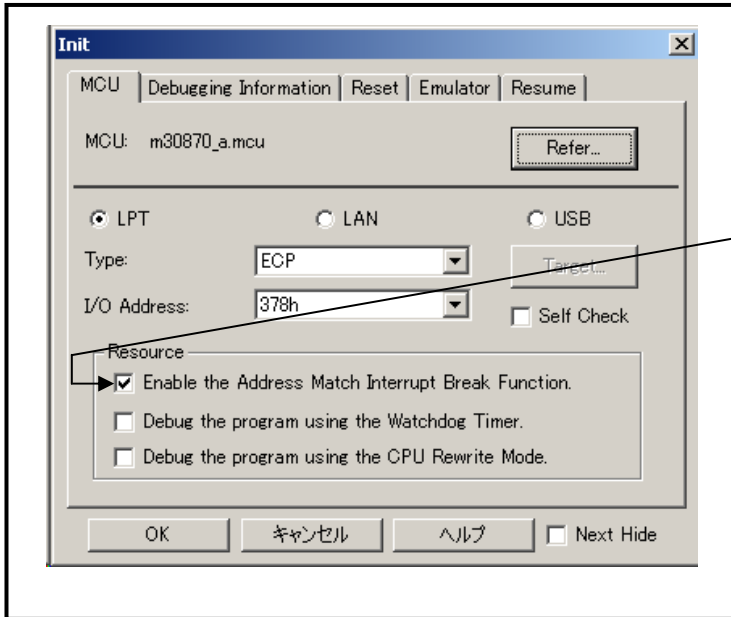 Init
MCU Debugging Information Reset Emulator Resume
MCU: m30870_a.mcu Refer...
LPT LAN USB
Type: ECP Target...
I/O Address: 378h Self Check
Resource
Enable the Address Match Interrupt Break Function.
Debug the program using the Watchdog Timer.
Debug the program using the CPU Rewrite Mode.
OK キャンセル ヘルプ Next Hide